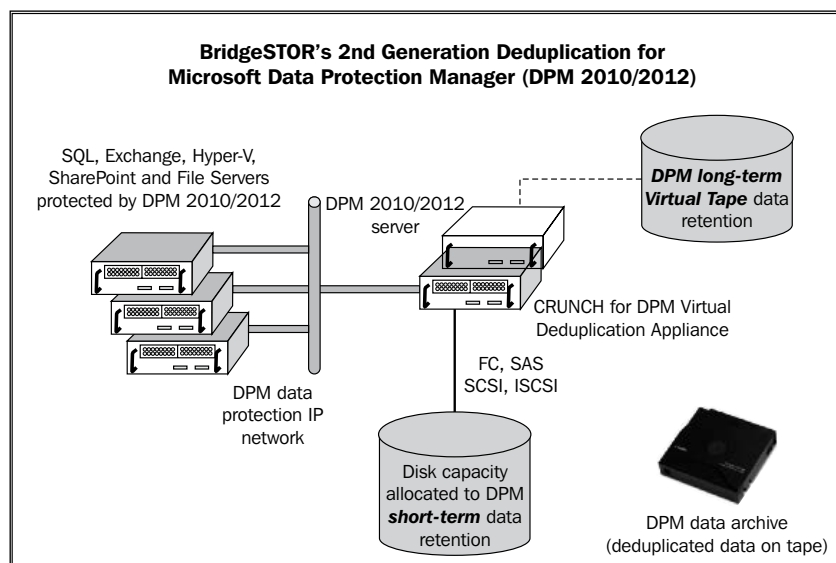 BridgeSTOR's 2nd Generation Deduplication for
Microsoft Data Protection Manager (DPM 2010/2012)
SQL, Exchange, Hyper-V,
SharePoint and File Servers
protected by DPM 2010/2012
DPM 2010/2012
server
DPM long-term
Virtual Tape data
retention
CRUNCH for DPM Virtual
Deduplication Appliance
FC, SAS
SCSI, ISCSI
DPM data
protection IP
network
Disk capacity
allocated to DPM
short-term data
retention
DPM data archive
(deduplicated data on tape)